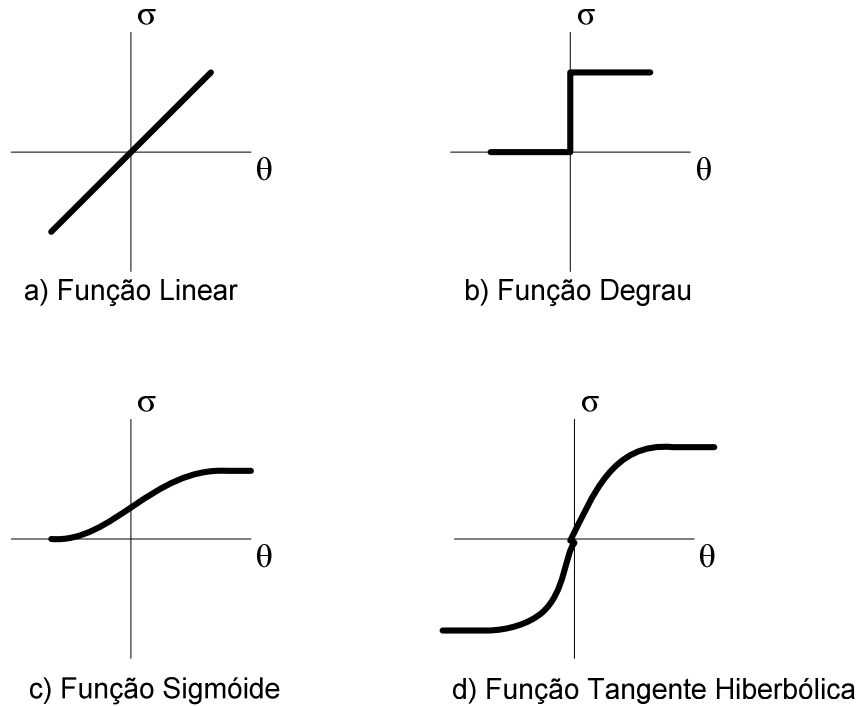 σ
σ
θ
θ
a) Função Linear
b) Função Degrau
σ
σ
θ
θ
c) Função Sigmóide
d) Função Tangente Hiberbólica